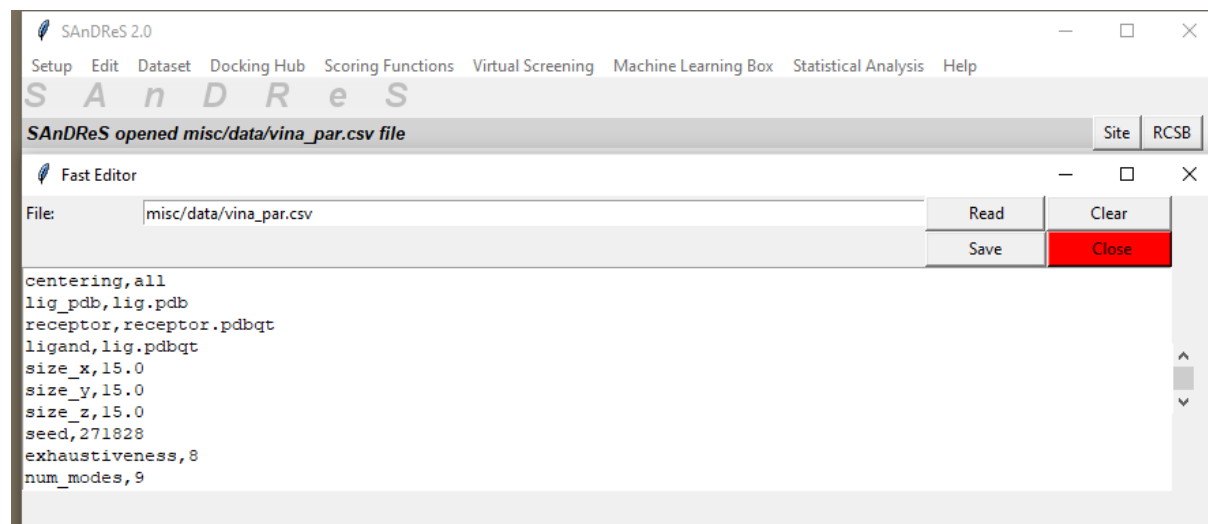 SAnDReS 2.0
Setup Edit Dataset Docking Hub Scoring Functions Virtual Screening Machine Learning Box Statistical Analysis Help
S A n D R e S
SAnDReS opened misc/data/vina_par.csv file Site RCSB
Fast Editor
File: misc/data/vina_par.csv Read Clear
Save Close
centering,all
lig_pdb,lig.pdb
receptor,receptor.pdbqt
ligand,lig.pdbqt
size_x,15.0
size_y,15.0
size_z,15.0
seed,271828
exhaustiveness,8
num_modes,9